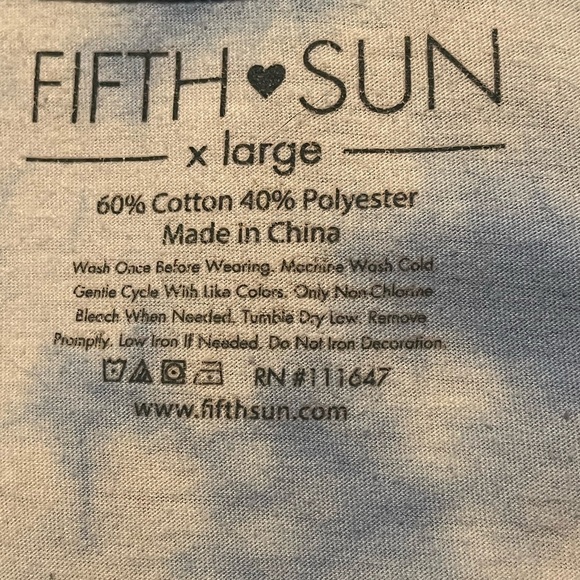 FIFTH ♥ SUN
x large
60% Cotton 40% Polyester
Made in China
Wash Once Before Wearing. Machine Wash Cold.
Gentle Cycle With Like Colors. Only Non-Chlorine
Bleach When Needed. Tumble Dry Low. Remove
Promptly. Low Iron If Needed. Do Not Iron Decoration.
RN #111647
www.fifthsun.com